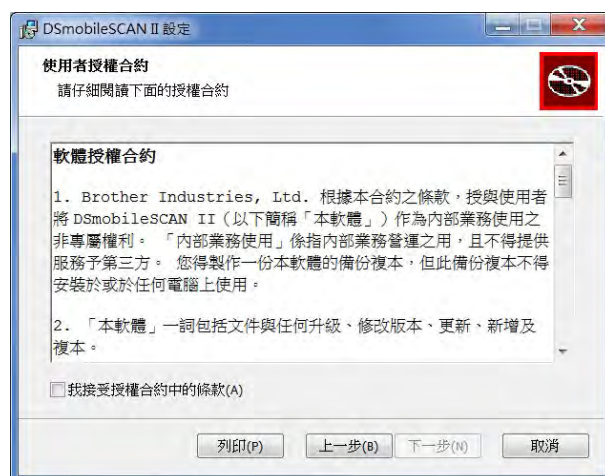 DSmobileSCAN II 設定
使用者授權合約
請仔細閱讀下面的授權合約
軟體授權合約
1. Brother Industries, Ltd. 根據本合約之條款，授與使用者
將 DSmobileSCAN II（以下簡稱「本軟體」）作為內部業務使用之
非專屬權利。 「內部業務使用」係指內部業務營運之用，且不得提供
服務予第三方。 您得製作一份本軟體的備份複本，但此備份複本不得
安裝於或於任何電腦上使用。
2. 「本軟體」一詞包括文件與任何升級、修改版本、更新、新增及
複本。
我接受授權合約中的條款(A)
列印(P)
上一步(B)
下一步(N)
取消